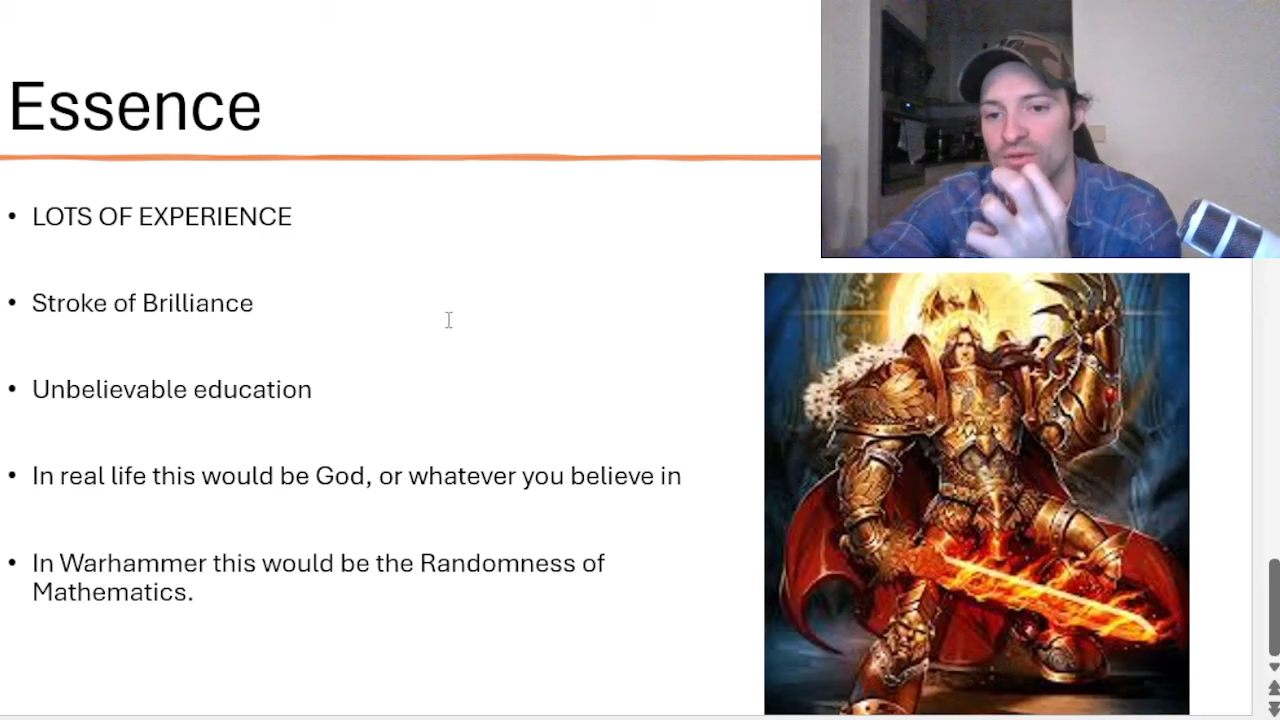 Essence
• LOTS OF EXPERIENCE
• Stroke of Brilliance
• Unbelievable education
• In real life this would be God, or whatever you believe in
• In Warhammer this would be the Randomness of
Mathematics.